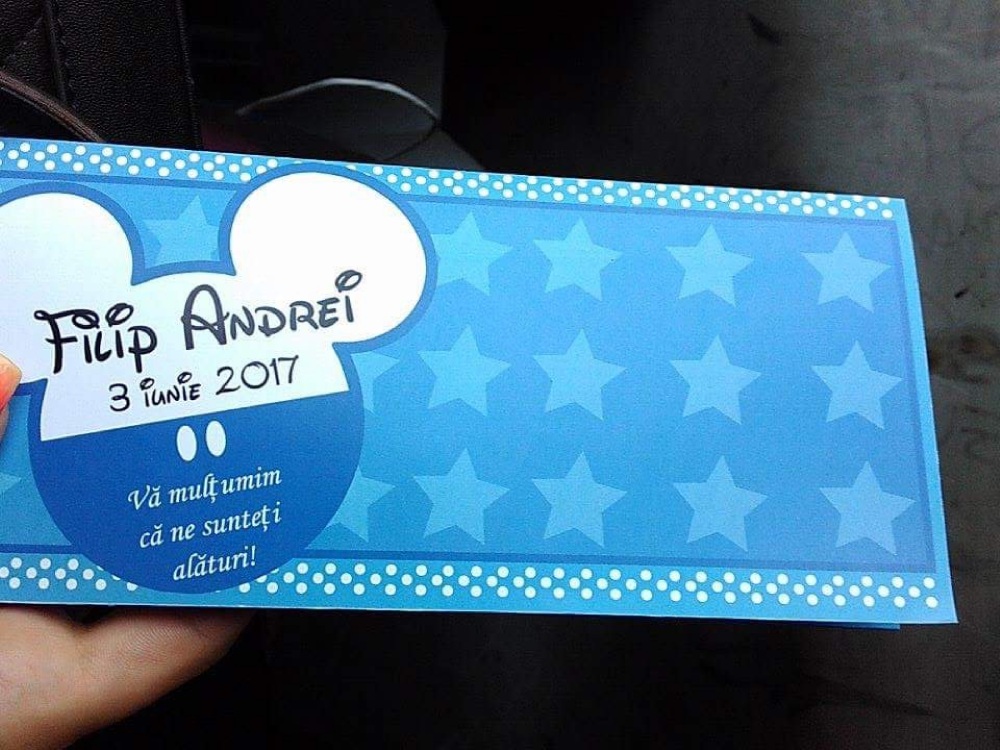 Filip Andrei
3 iunie 2017
Vă mulțumim
că ne sunteți
alături!